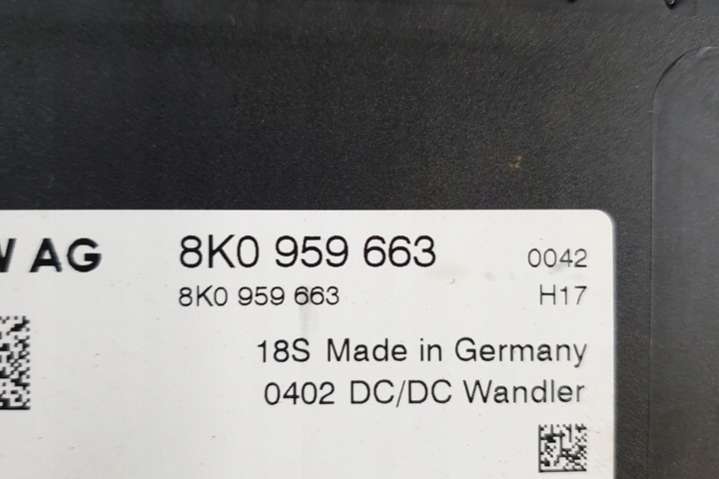 W AG 8K0 959 663 0042
8K0 959 663 H17
18S Made in Germany
0402 DC/DC Wandler